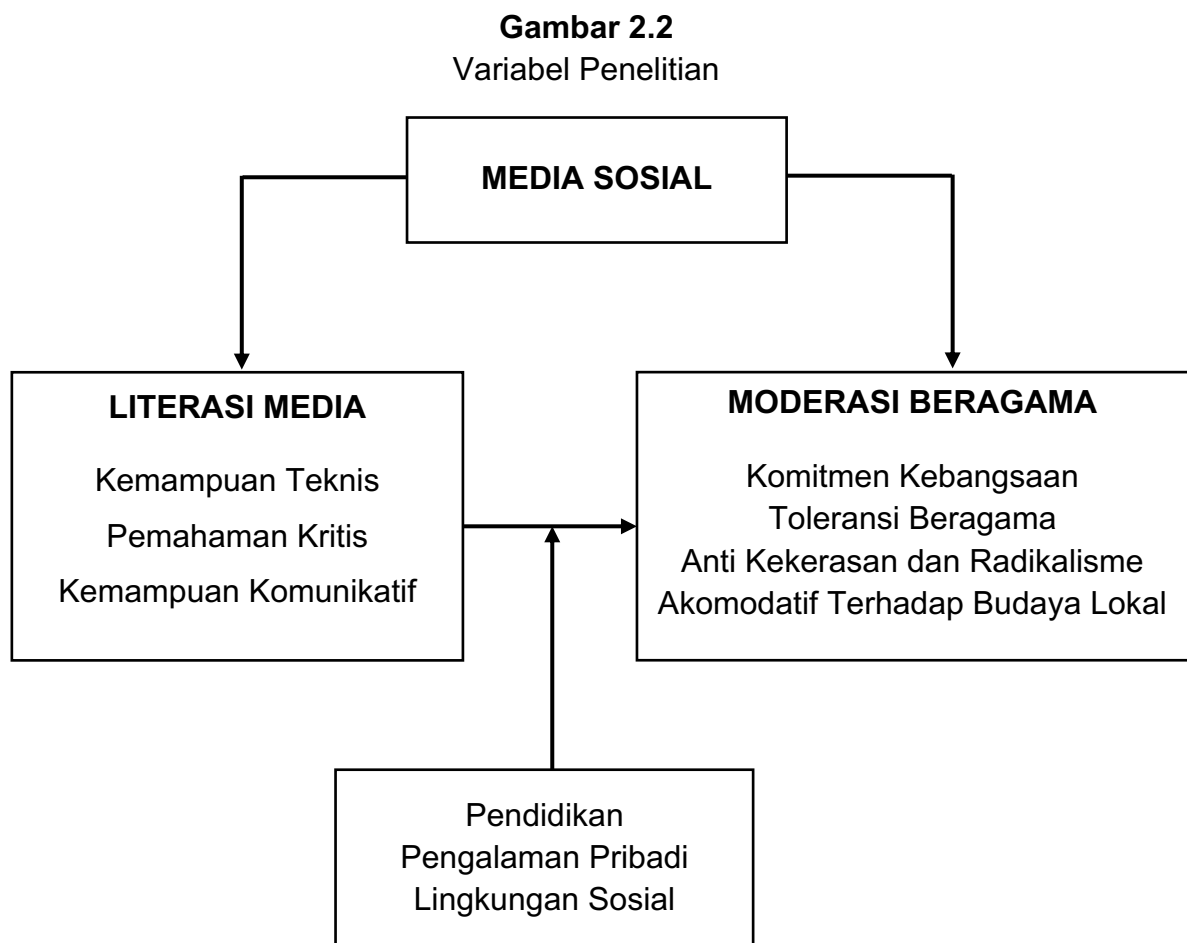 Gambar 2.2
Variabel Penelitian
MEDIA SOSIAL
LITERASI MEDIA
Kemampuan Teknis
Pemahaman Kritis
Kemampuan Komunikatif
MODERASI BERAGAMA
Komitmen Kebangsaan
Toleransi Beragama
Anti Kekerasan dan Radikalisme
Akomodatif Terhadap Budaya Lokal
Pendidikan
Pengalaman Pribadi
Lingkungan Sosial